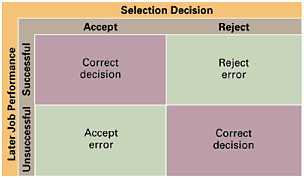 Selection Decision
Accept Reject
Later Job Performance
Successful
Correct
decision
Reject
error
Unsuccessful
Accept
error
Correct
decision